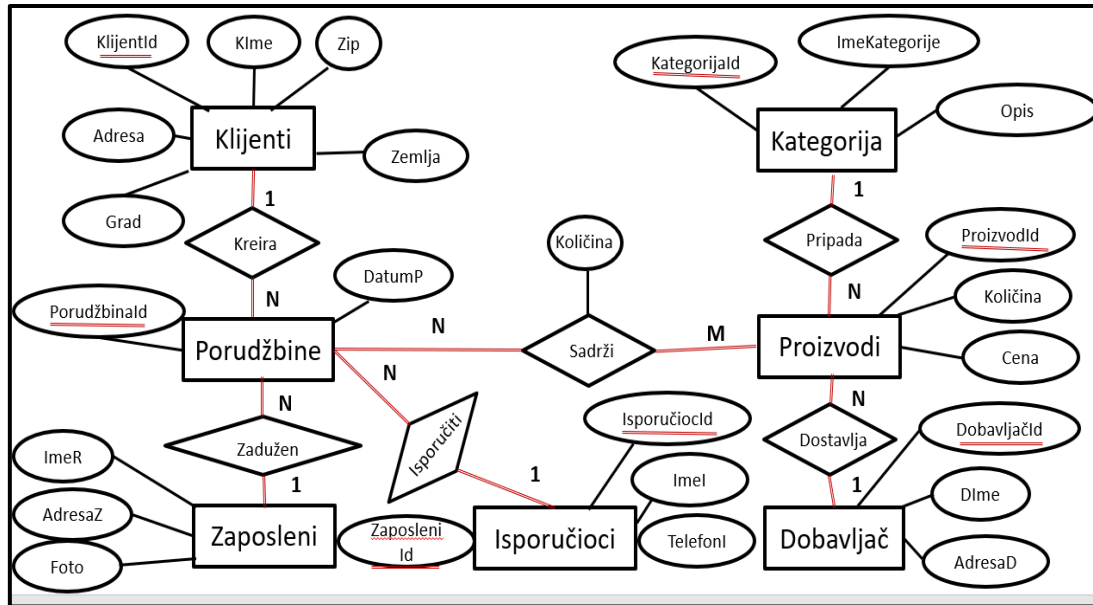 KlijentId
KIme
Zip
Adresa
Klijenti
Zemlja
Grad
1
Kreira
N
KategorijaId
ImeKategorije
Opis
Kategorija
1
Pripada
N
PorudžbinaId
DatumP
Porudžbine
N
Količina
Sadrži
M
ProizvodId
Količina
Cena
Proizvodi
N
Zadužen
1
N
Isporučiti
1
N
Dostavlja
1
ImeR
AdresaZ
Foto
Zaposleni
Zaposleni
Id
IsporučiocId
ImeI
TelefonI
Isporučioci
DobavljačId
DIme
AdresaD
Dobavljač